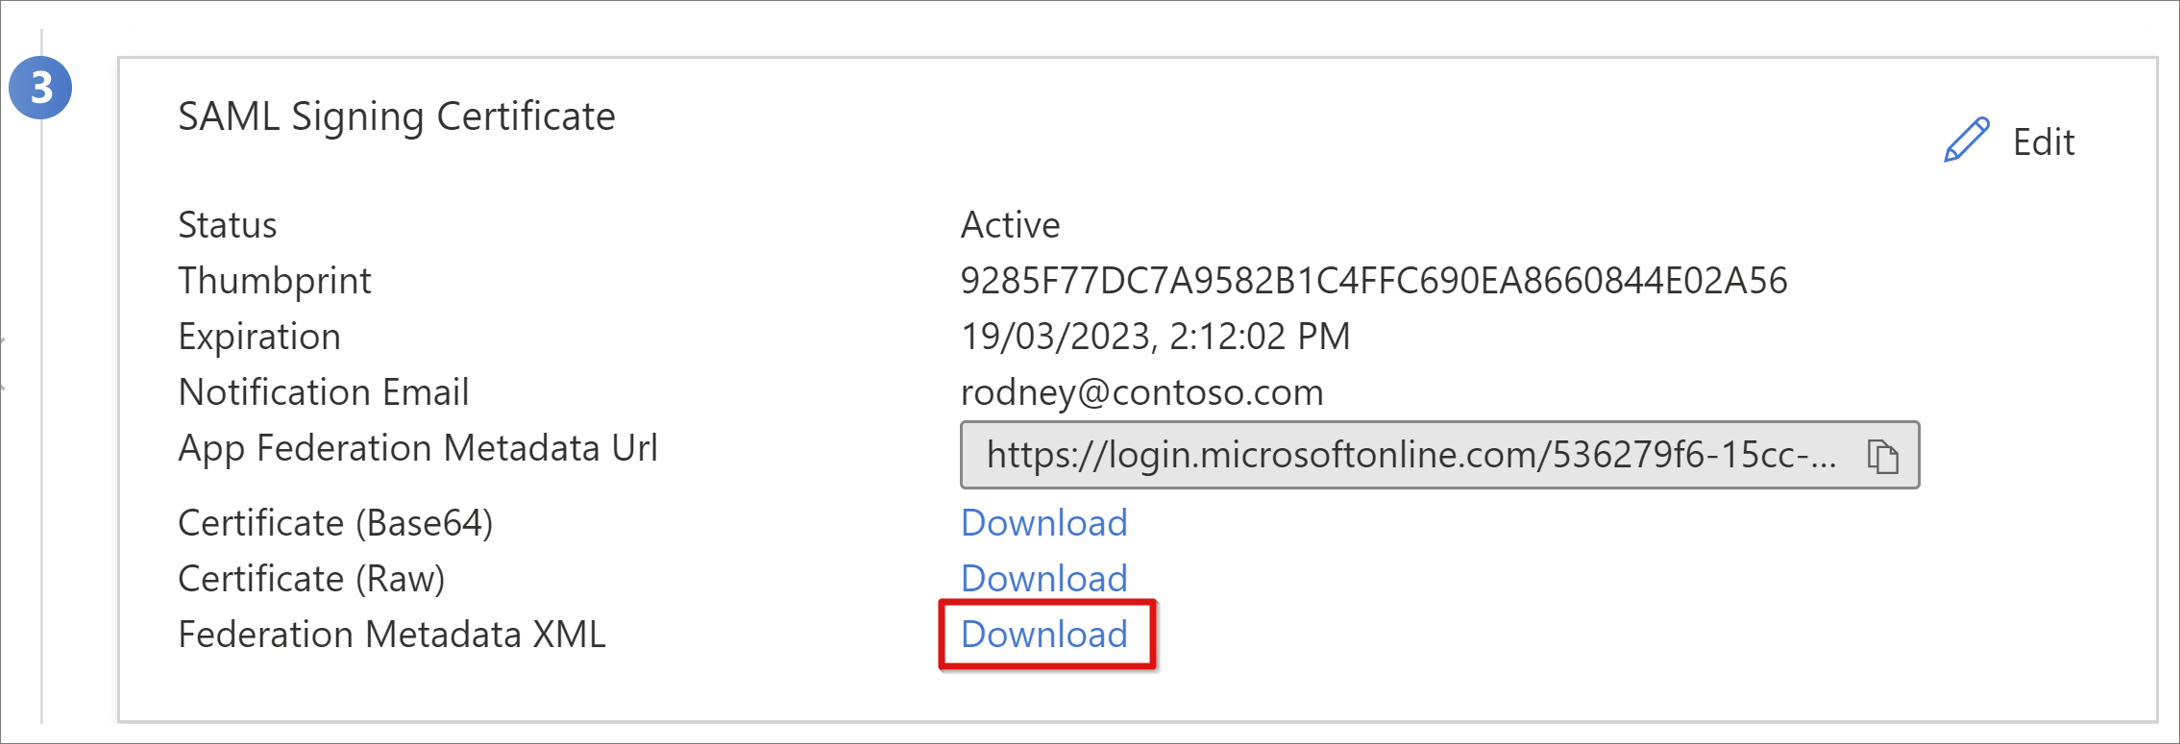 3
SAML Signing Certificate
Edit
Status Active
Thumbprint 9285F77DC7A9582B1C4FFC690EA8660844E02A56
Expiration 19/03/2023, 2:12:02 PM
Notification Email rodney@contoso.com
App Federation Metadata Url https://login.microsoftonline.com/536279f6-15cc-...
Certificate (Base64) Download
Certificate (Raw) Download
Federation Metadata XML Download